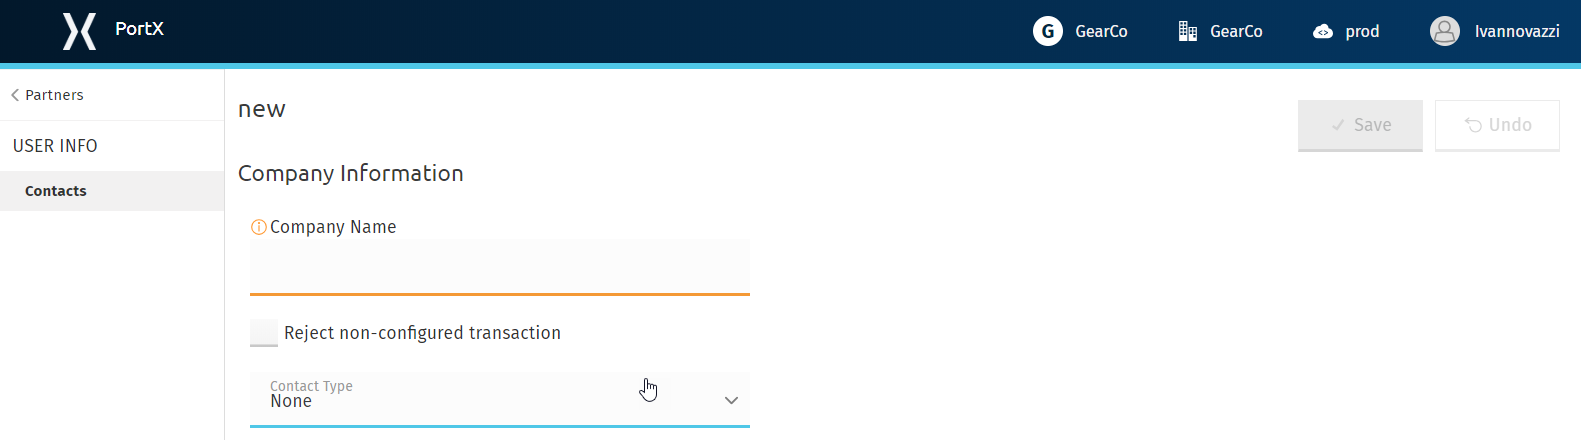 PortX
G GearCo GearCo prod Ivannovazzi
Partners
USER INFO
Contacts
new
Save Undo
Company Information
Company Name
Reject non-configured transaction
Contact Type
None